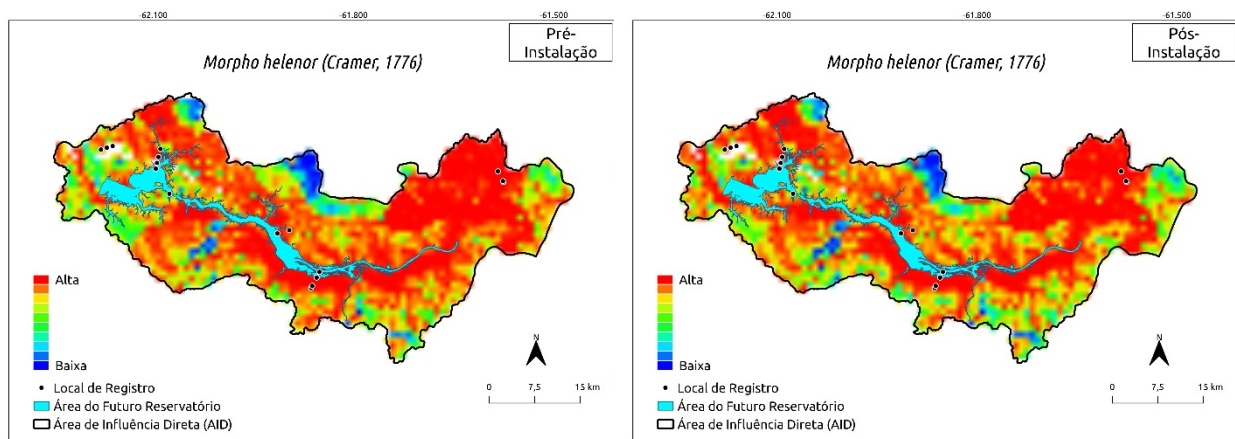 -62.100 -61.800 -61.500
Pré-
Instalação
Morpho helenor (Cramer, 1776)
Alta
Baixa
N
0 7,5 15 km
Local de Registro
Área do Futuro Reservatório
Área de Influência Direta (AID)
-62.100 -61.800 -61.500
Pós-
Instalação
Morpho helenor (Cramer, 1776)
Alta
Baixa
N
0 7,5 15 km
Local de Registro
Área do Futuro Reservatório
Área de Influência Direta (AID)